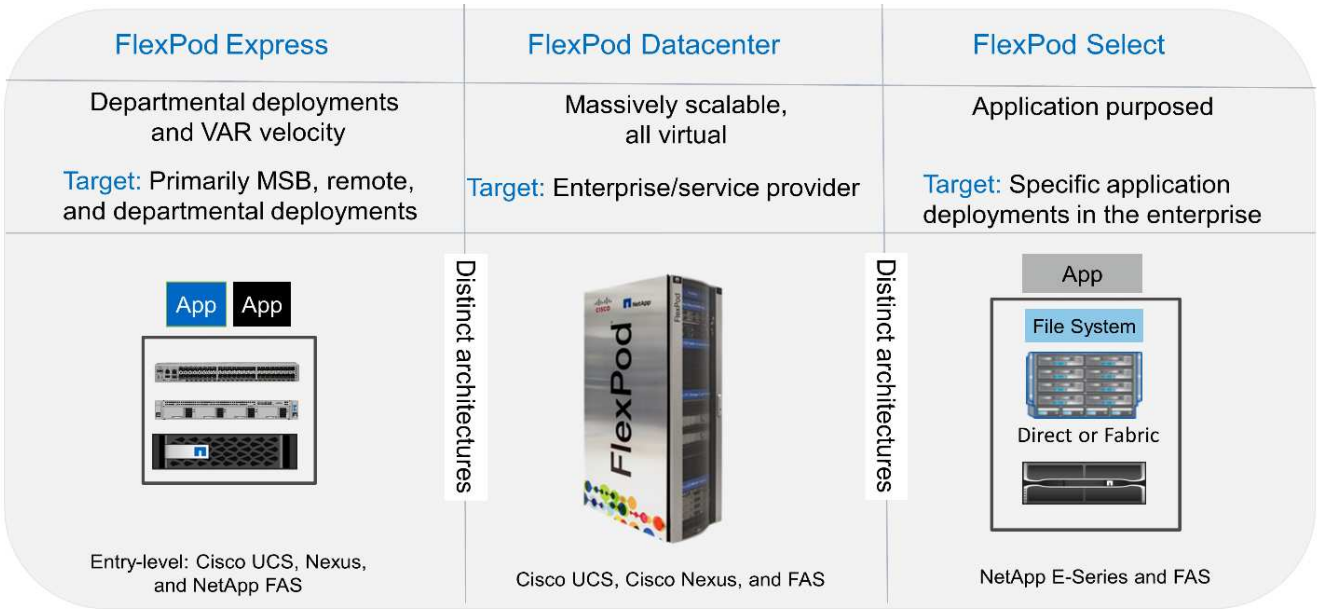 FlexPod Express
Departmental deployments
and VAR velocity
Target: Primarily MSB, remote,
and departmental deployments
App
App
Entry-level: Cisco UCS, Nexus,
and NetApp FAS
Distinct architectures
FlexPod Datacenter
Massively scalable,
all virtual
Target: Enterprise/service provider
CISCO
NetApp
FlexPod
FlexPod
Cisco UCS, Cisco Nexus, and FAS
Distinct architectures
FlexPod Select
Application purposed
Target: Specific application
deployments in the enterprise
App
File System
Direct or Fabric
NetApp E-Series and FAS